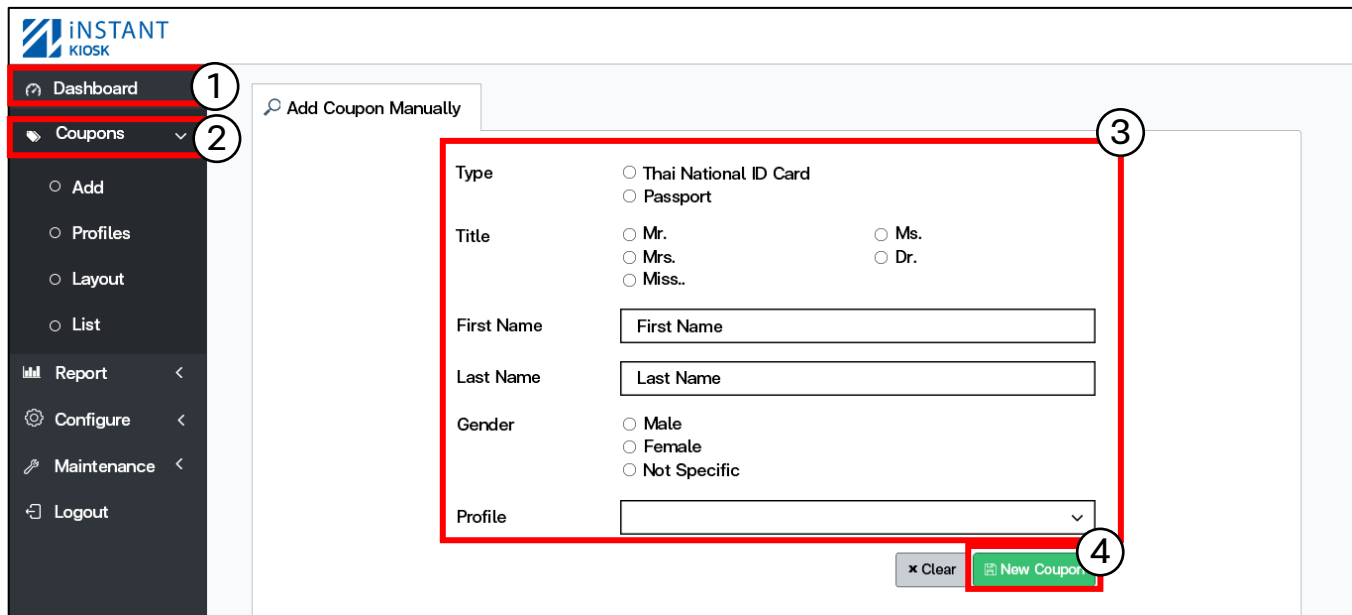 iNSTANT
KIOSK
Dashboard
1
Coupons
2
Add
Profiles
Layout
List
Report
Configure
Maintenance
Logout
Add Coupon Manually
3
Type
Thai National ID Card
Passport
Title
Mr.
Ms.
Mrs.
Dr.
Miss..
First Name
First Name
Last Name
Last Name
Gender
Male
Female
Not Specific
Profile
× Clear
New Coupon
4